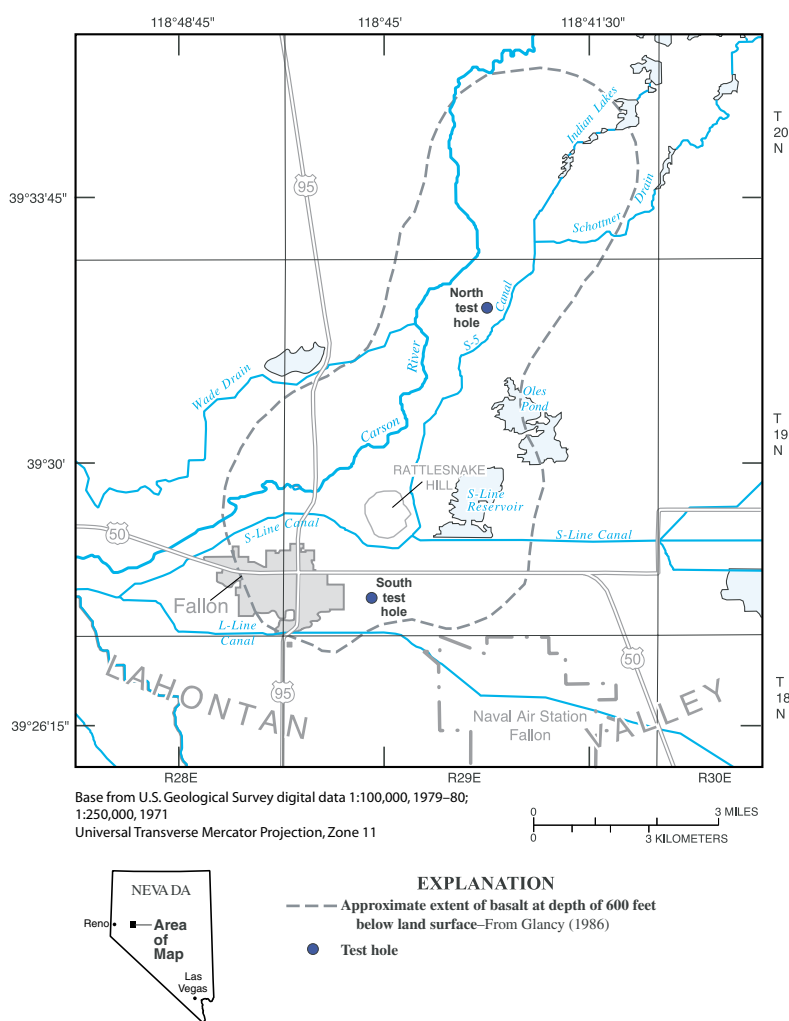 118°48'45"
118°45'
118°41'30"
T
20
N
Indian Lakes
95
39°33'45"
Schottner Drain
North
test
hole
S-5 Canal
Wade Drain
River
Carson
Oles
Pond
T
19
N
39°30'
RATTLESNAKE
HILL
S-Line
Reservoir
50
S-Line Canal
S-Line Canal
South
test
hole
Fallon
L-Line
Canal
50
LAHONTAN
VALLEY
95
T
18
N
39°26'15"
Naval Air Station
Fallon
R28E
R29E
R30E
Base from U.S. Geological Survey digital data 1:100,000, 1979–80;
1:250,000, 1971
Universal Transverse Mercator Projection, Zone 11
0
3 MILES
0
3 KILOMETERS
NEVADA
Reno
Area
of
Map
Las
Vegas
EXPLANATION
Approximate extent of basalt at depth of 600 feet
below land surface–From Glancy (1986)
Test hole